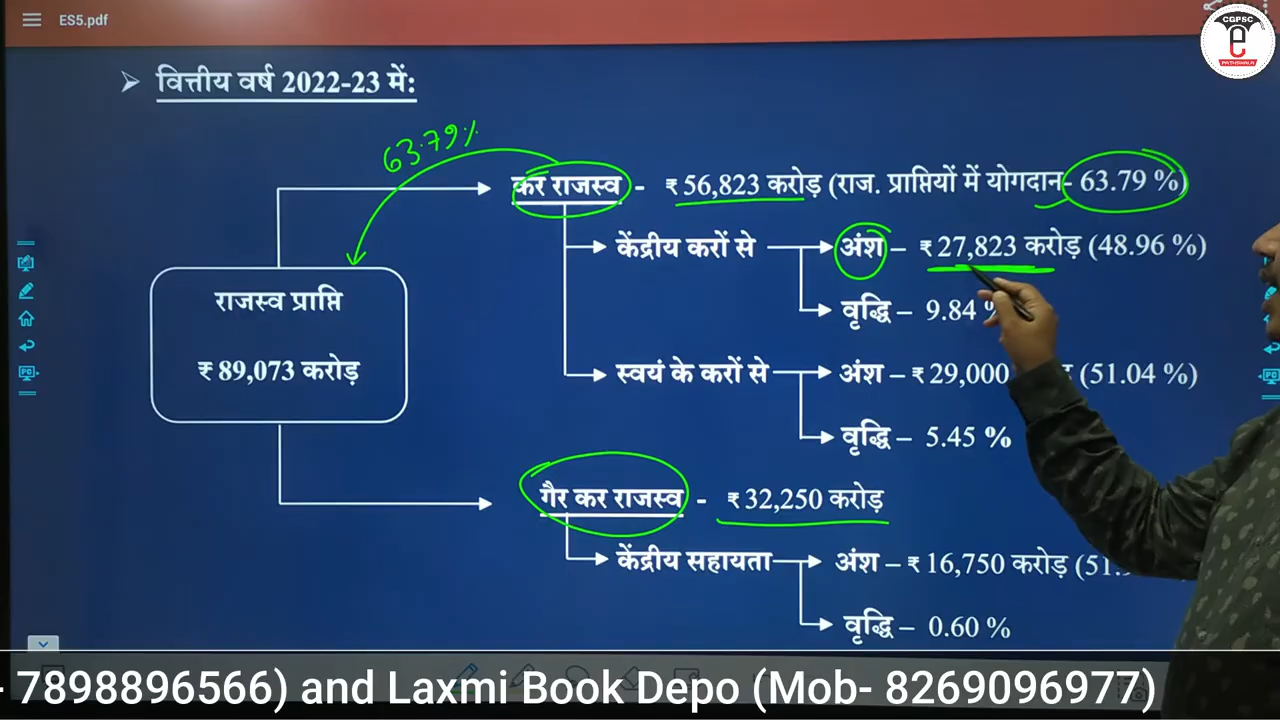 ES5.pdf
CGPSC
e
PATHSHALA
➢ वित्तीय वर्ष 2022-23 में:
63.79%
कर राजस्व - ₹ 56,823 करोड़ (राज. प्राप्तियों में योगदान- 63.79 %)
केंद्रीय करों से
अंश – ₹ 27,823 करोड़ (48.96 %)
वृद्धि – 9.84
राजस्व प्राप्ति
₹ 89,073 करोड़
स्वयं के करों से
अंश – ₹ 29,000 (51.04 %)
वृद्धि – 5.45 %
गैर कर राजस्व - ₹ 32,250 करोड़
केंद्रीय सहायता
अंश – ₹ 16,750 करोड़
वृद्धि – 0.60 %
- 7898896566) and Laxmi Book Depo (Mob- 8269096977)